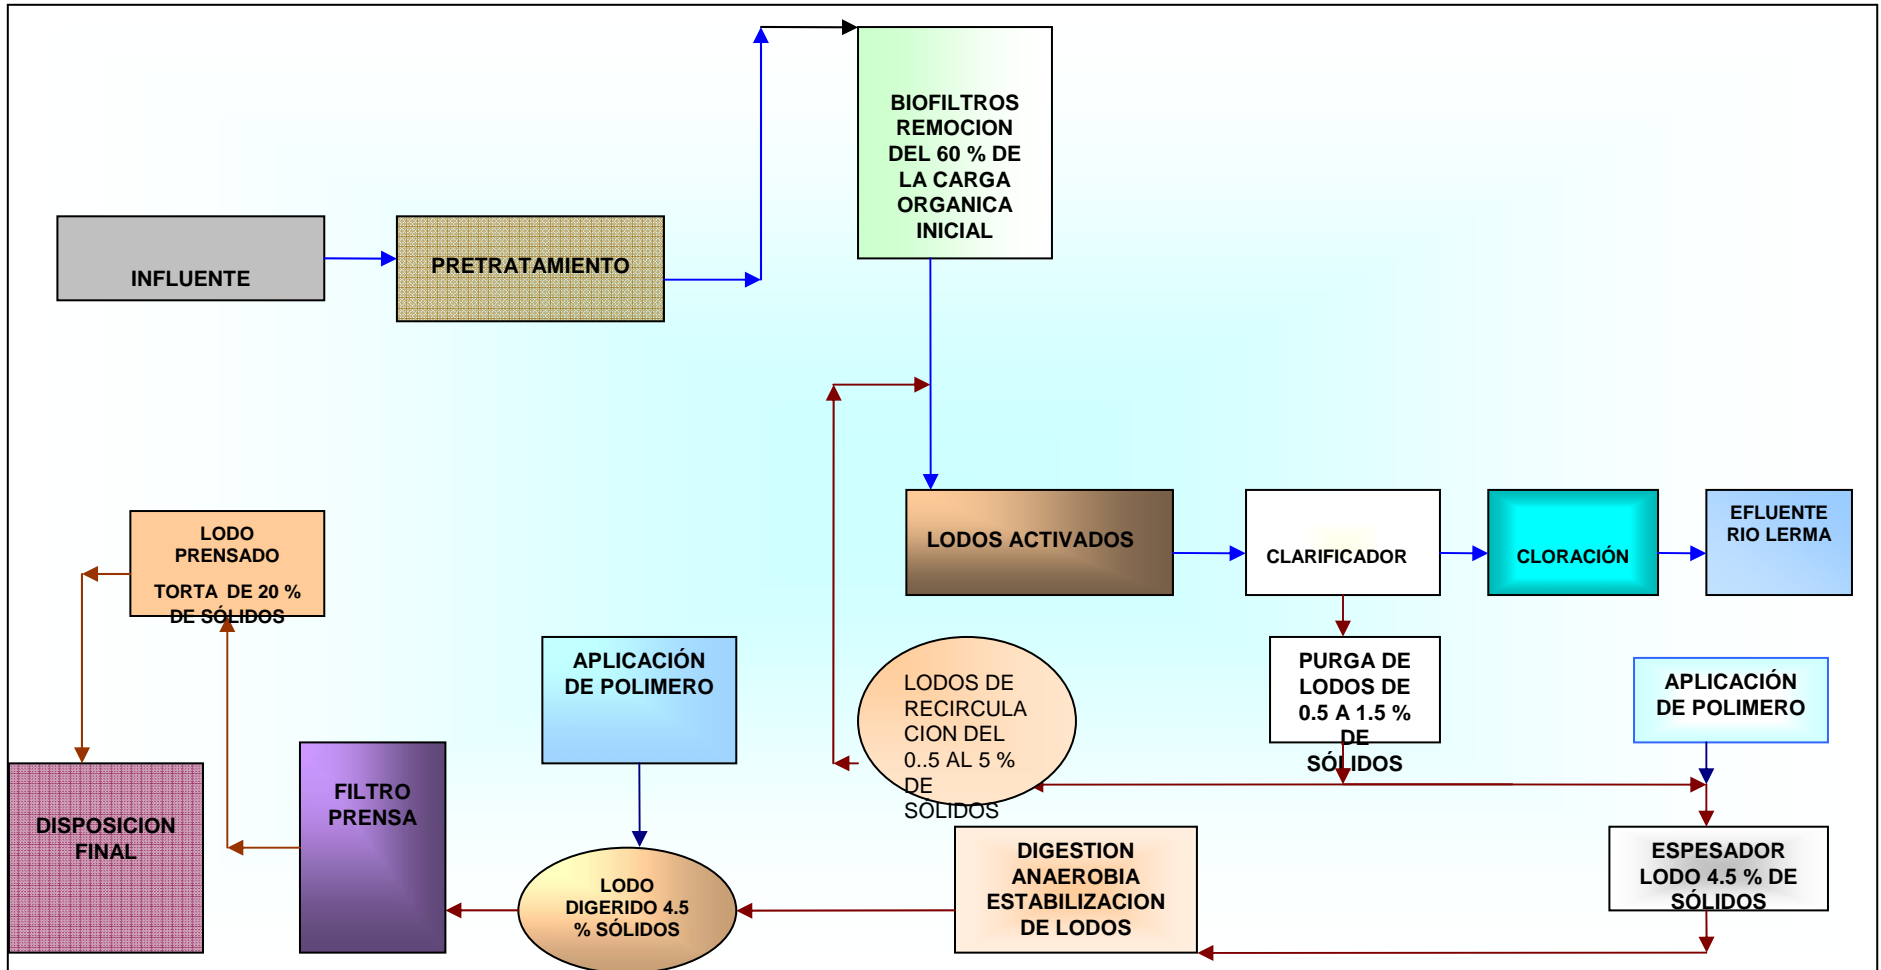 BIOFILTROS
REMOCION
DEL 60 % DE
LA CARGA
ORGANICA
INICIAL
INFLUENTE
PRETRATAMIENTO
LODOS ACTIVADOS
CLARIFICADOR
CLORACIÓN
EFLUENTE
RIO LERMA
LODO
PRENSADO
TORTA DE 20 %
DE SÓLIDOS
APLICACIÓN
DE POLIMERO
LODOS DE
RECIRCULA
CION DEL
0..5 AL 5 %
DE
SÓLIDOS
PURGA DE
LODOS DE
0.5 A 1.5 %
DE
SÓLIDOS
APLICACIÓN
DE POLIMERO
FILTRO
PRENSA
DISPOSICION
FINAL
LODO
DIGERIDO 4.5
% SÓLIDOS
DIGESTION
ANAEROBIA
ESTABILIZACION
DE LODOS
ESPESADOR
LODO 4.5 % DE
SÓLIDOS